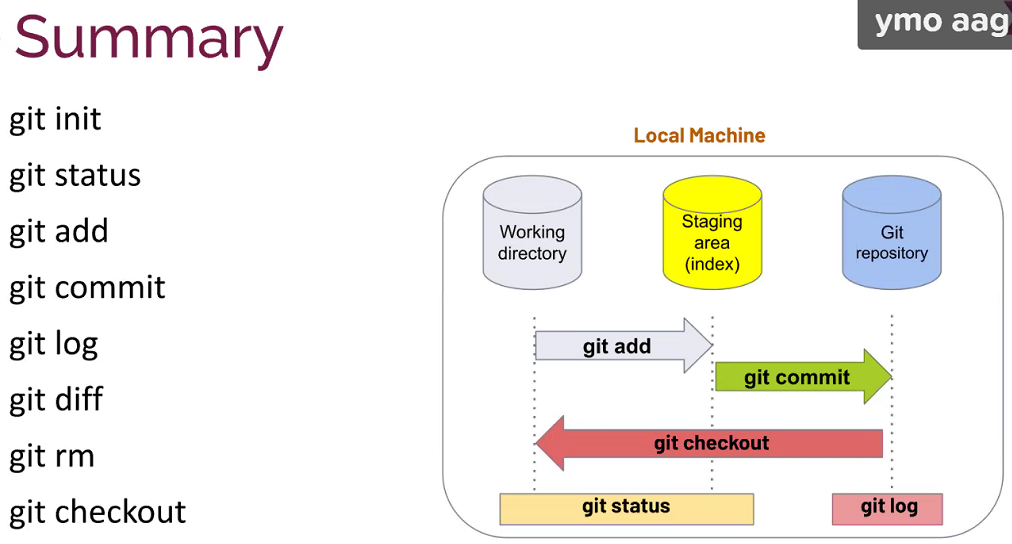 Summary
ymo aag
git init
git status
git add
git commit
git log
git diff
git rm
git checkout
Local Machine
Working
directory
Staging
area
(index)
Git
repository
git add
git commit
git checkout
git status
git log